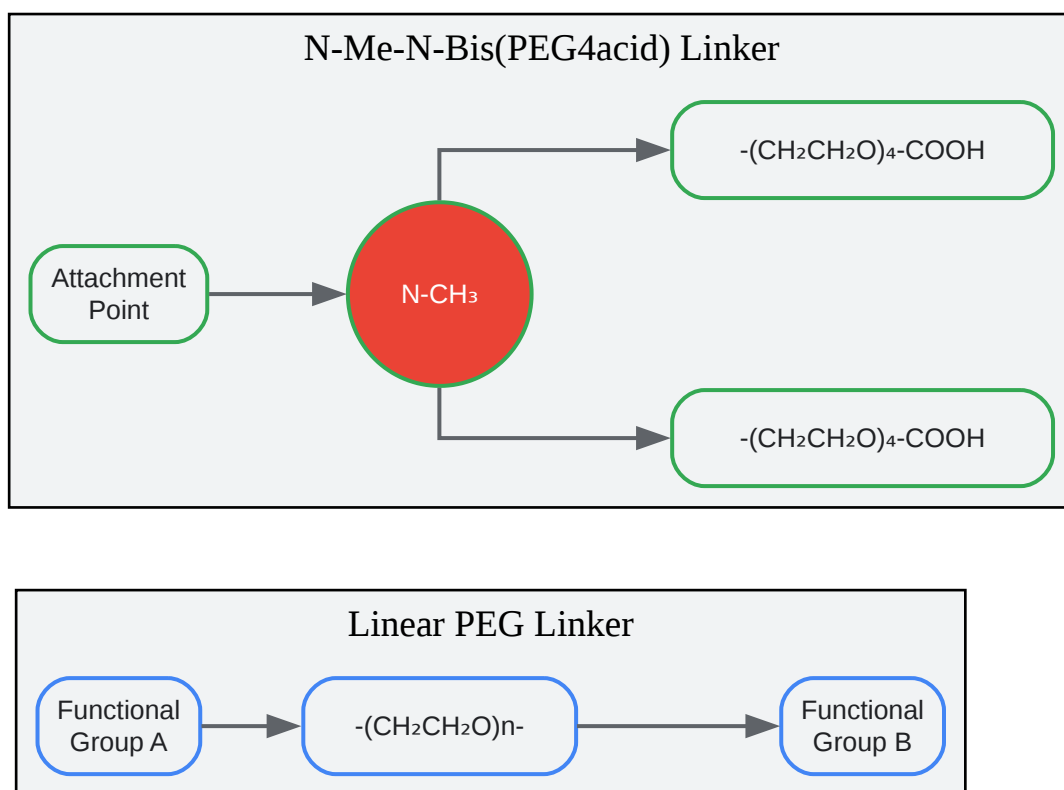 N-Me-N-Bis(PEG4acid) Linker
-(CH₂CH₂O)₄-COOH
Attachment
Point
N-CH₃
-(CH₂CH₂O)₄-COOH
Linear PEG Linker
Functional
Group A
-(CH₂CH₂O)n-
Functional
Group B